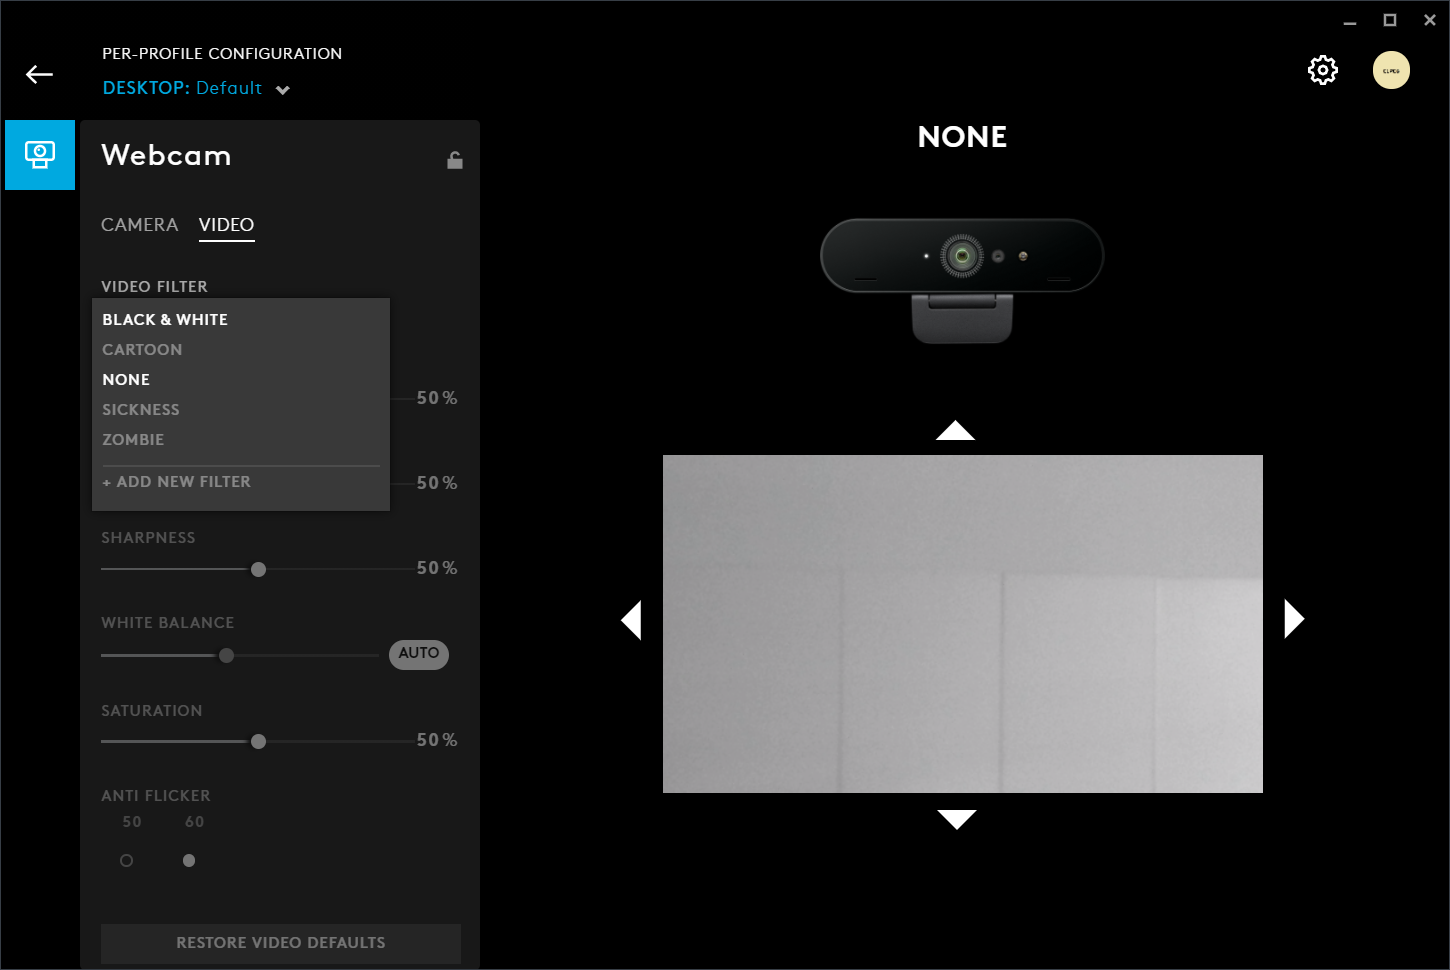 PER-PROFILE CONFIGURATION
DESKTOP: Default
Webcam
CAMERA VIDEO
VIDEO FILTER
BLACK & WHITE
CARTOON
NONE
SICKNESS
ZOMBIE
+ ADD NEW FILTER
50%
50%
SHARPNESS
50%
WHITE BALANCE
AUTO
SATURATION
50%
ANTI FLICKER
50 60
RESTORE VIDEO DEFAULTS
NONE